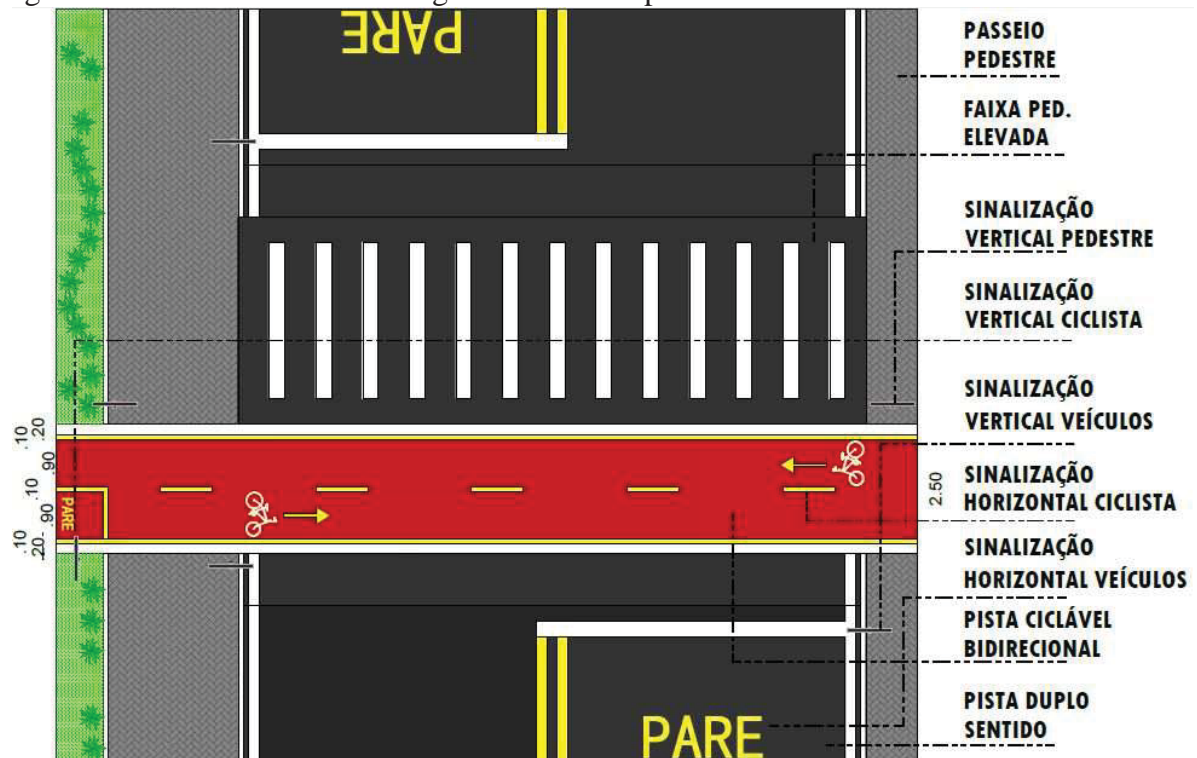 PARE
PASSEIO
PEDESTRE
FAIXA PED.
ELEVADA
SINALIZAÇÃO
VERTICAL PEDESTRE
SINALIZAÇÃO
VERTICAL CICLISTA
SINALIZAÇÃO
VERTICAL VEÍCULOS
SINALIZAÇÃO
HORIZONTAL CICLISTA
SINALIZAÇÃO
HORIZONTAL VEÍCULOS
PISTA CICLÁVEL
BIDIRECIONAL
PISTA DUPLO
SENTIDO
.10
.20
.90
.10
.90
.10
.20
PARE
2.50
PARE